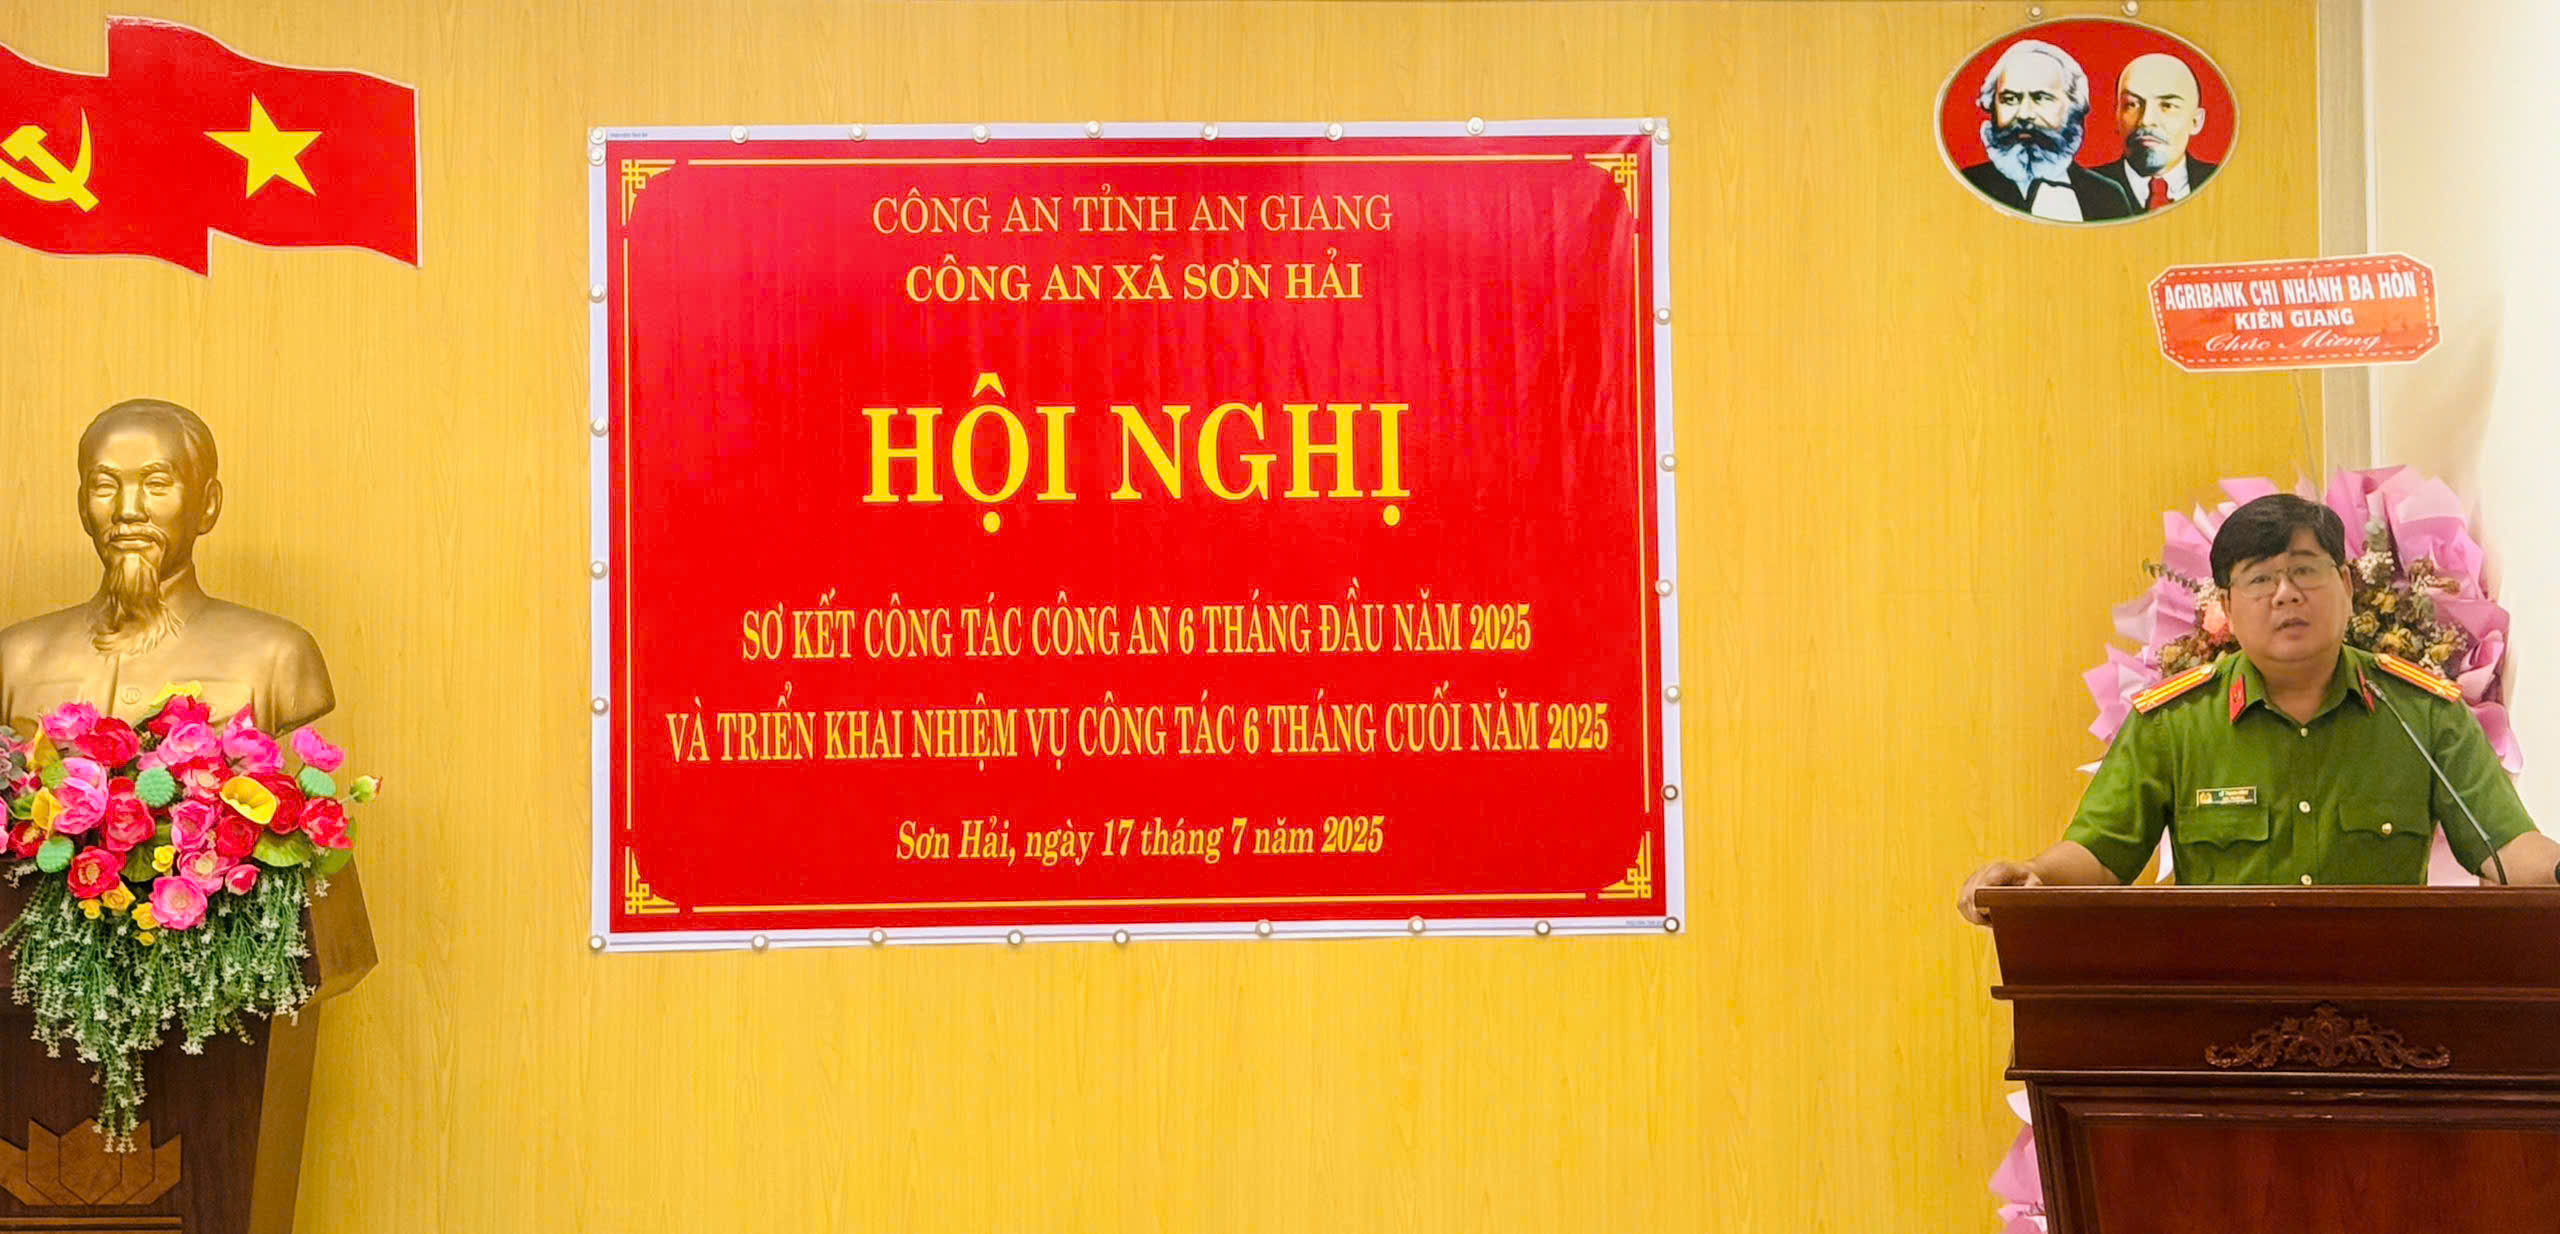 CÔNG AN TỈNH AN GIANG
CÔNG AN XÃ SƠN HẢI
HỘI NGHỊ
SƠ KẾT CÔNG TÁC CÔNG AN 6 THÁNG ĐẦU NĂM 2025
VÀ TRIỂN KHAI NHIỆM VỤ CÔNG TÁC 6 THÁNG CUỐI NĂM 2025
Sơn Hải, ngày 17 tháng 7 năm 2025
AGRIBANK CHI NHÁNH BA HÒN
KIÊN GIANG
Chúc Mừng